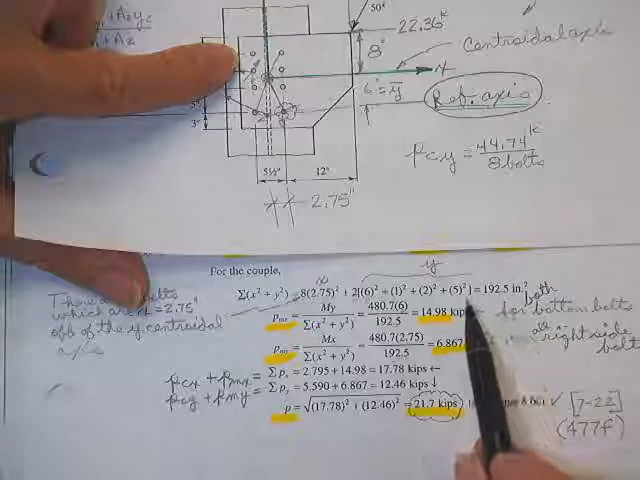 50ᵏ
22.36ᵏ
8"
Centroidal axis
x
6" = y̅
Ref. axis
5"
3"
5½"
12"
2.75"
pcy = 44.74ᵏ / 8 bolts
For the couple,
y
Σ(x² + y²) = 8(2.75)² + 2[(6)² + (1)² + (2)² + (5)²] = 192.5 in.²
which are 2.75"
off of the y centroidal
axis
both
pmx = My / Σ(x² + y²) = 480.7(6) / 192.5 = 14.98 kips
for bottom bolts
pmy = Mx / Σ(x² + y²) = 480.7(2.75) / 192.5 = 6.867
all
right side
bolts
pcx + pmx = Σpx = 2.795 + 14.98 = 17.78 kips ←
pcy + pmy = Σpy = 5.590 + 6.867 = 12.46 kips ↓
p = √(17.78)² + (12.46)² = 21.7 kips
[7-22]
(477f)